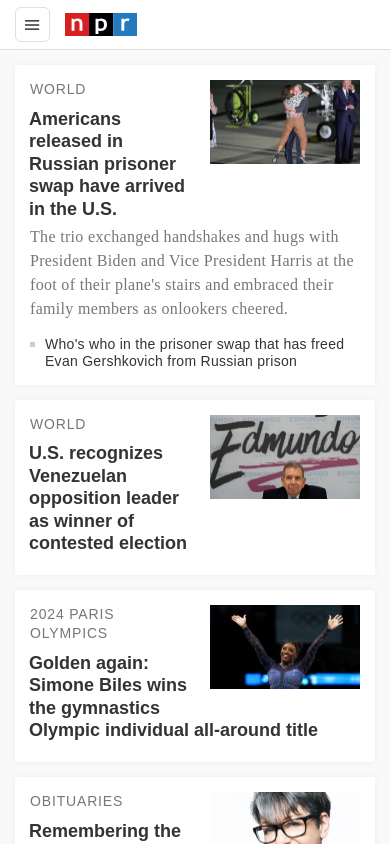 npr
WORLD
Americans
released in
Russian prisoner
swap have arrived
in the U.S.
The trio exchanged handshakes and hugs with
President Biden and Vice President Harris at the
foot of their plane's stairs and embraced their
family members as onlookers cheered.
Who's who in the prisoner swap that has freed
Evan Gershkovich from Russian prison
WORLD
U.S. recognizes
Venezuelan
opposition leader
as winner of
contested election
Edmundo
2024 PARIS
OLYMPICS
Golden again:
Simone Biles wins
the gymnastics
Olympic individual all-around title
OBITUARIES
Remembering the